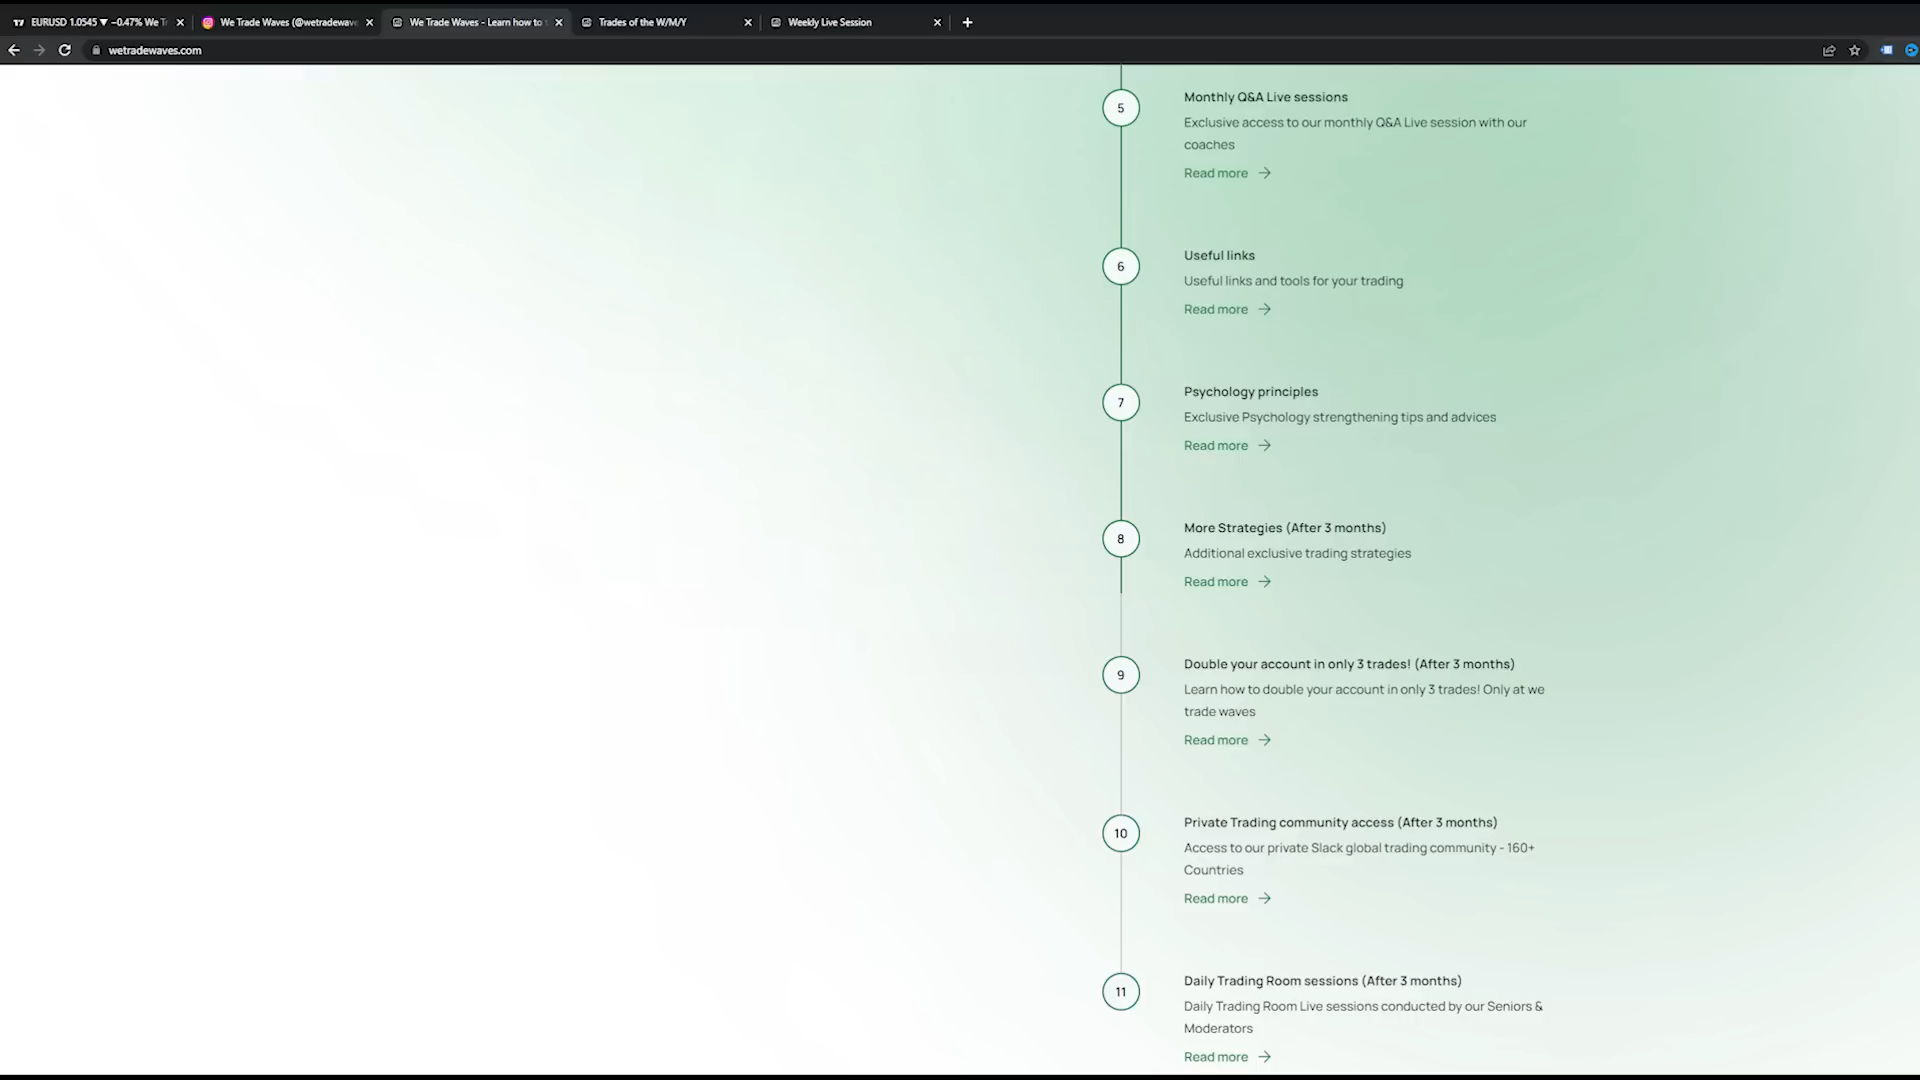 EURUSD 1.0545 ▼ −0.47% We Tr
We Trade Waves (@wetradewave
We Trade Waves - Learn how to t
Trades of the W/M/Y
Weekly Live Session
wetradewaves.com
5
Monthly Q&A Live sessions
Exclusive access to our monthly Q&A Live session with our
coaches
Read more →
6
Useful links
Useful links and tools for your trading
Read more →
7
Psychology principles
Exclusive Psychology strengthening tips and advices
Read more →
8
More Strategies (After 3 months)
Additional exclusive trading strategies
Read more →
9
Double your account in only 3 trades! (After 3 months)
Learn how to double your account in only 3 trades! Only at we
trade waves
Read more →
10
Private Trading community access (After 3 months)
Access to our private Slack global trading community - 160+
Countries
Read more →
11
Daily Trading Room sessions (After 3 months)
Daily Trading Room Live sessions conducted by our Seniors &
Moderators
Read more →